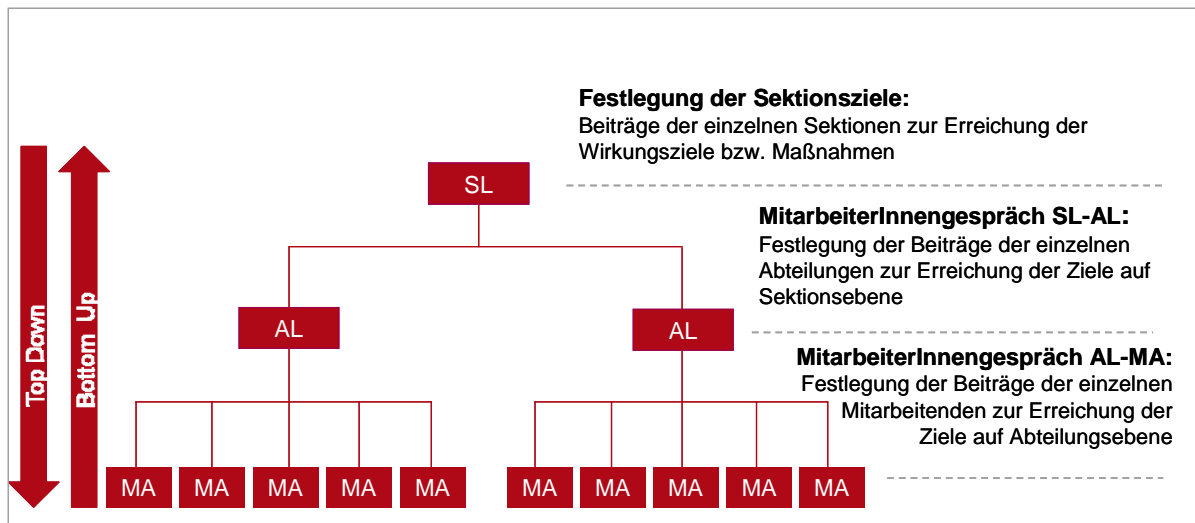 Festlegung der Sektionsziele:
Beiträge der einzelnen Sektionen zur Erreichung der
Wirkungsziele bzw. Maßnahmen
SL
MitarbeiterInnengespräch SL-AL:
Festlegung der Beiträge der einzelnen
Abteilungen zur Erreichung der Ziele auf
Sektionsebene
AL
AL
MitarbeiterInnengespräch AL-MA:
Festlegung der Beiträge der einzelnen
Mitarbeitenden zur Erreichung der
Ziele auf Abteilungsebene
Top Down
Bottom Up
MA
MA
MA
MA
MA
MA
MA
MA
MA
MA